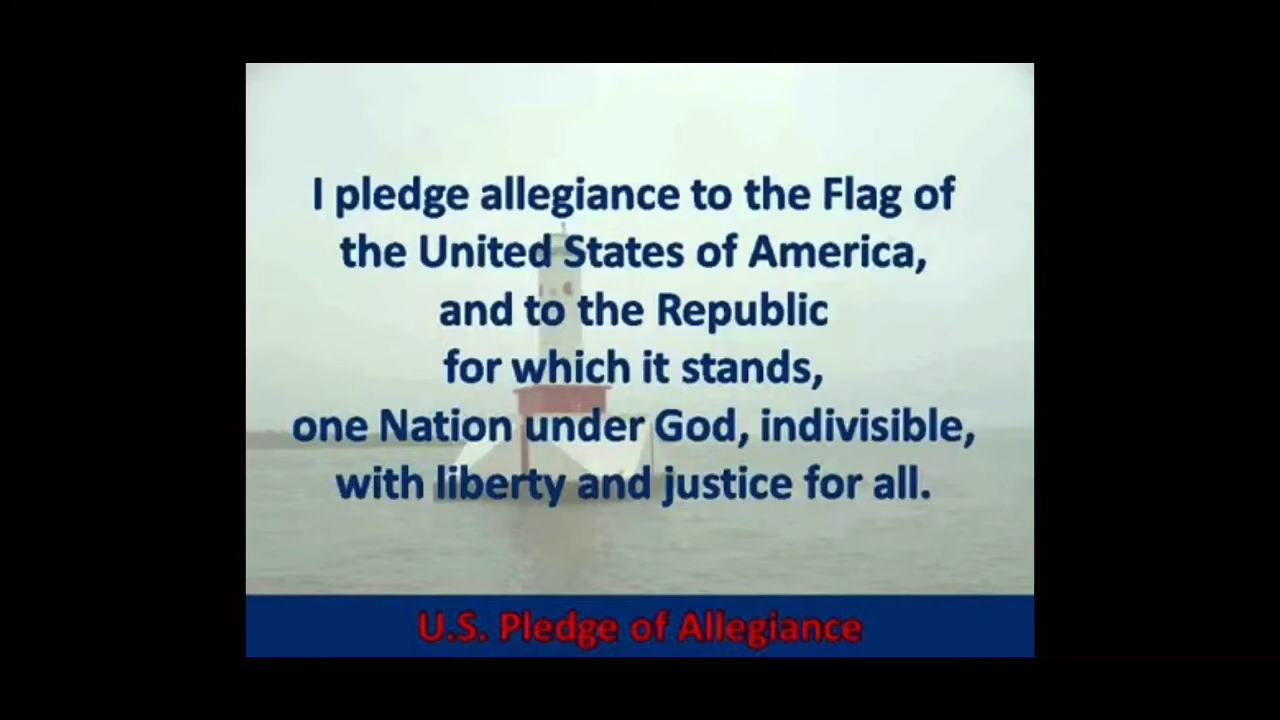 I pledge allegiance to the Flag of
the United States of America,
and to the Republic
for which it stands,
one Nation under God, indivisible,
with liberty and justice for all.
U.S. Pledge of Allegiance